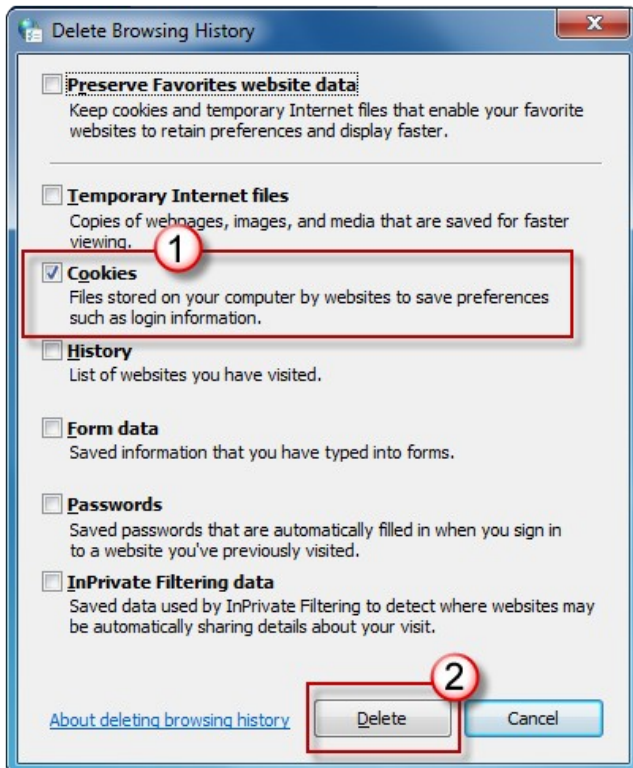 Delete Browsing History
Preserve Favorites website data
Keep cookies and temporary Internet files that enable your favorite
websites to retain preferences and display faster.
Temporary Internet files
Copies of webpages, images, and media that are saved for faster
viewing.
1
Cookies
Files stored on your computer by websites to save preferences
such as login information.
History
List of websites you have visited.
Form data
Saved information that you have typed into forms.
Passwords
Saved passwords that are automatically filled in when you sign in
to a website you've previously visited.
InPrivate Filtering data
Saved data used by InPrivate Filtering to detect where websites may
be automatically sharing details about your visit.
2
About deleting browsing history Delete Cancel